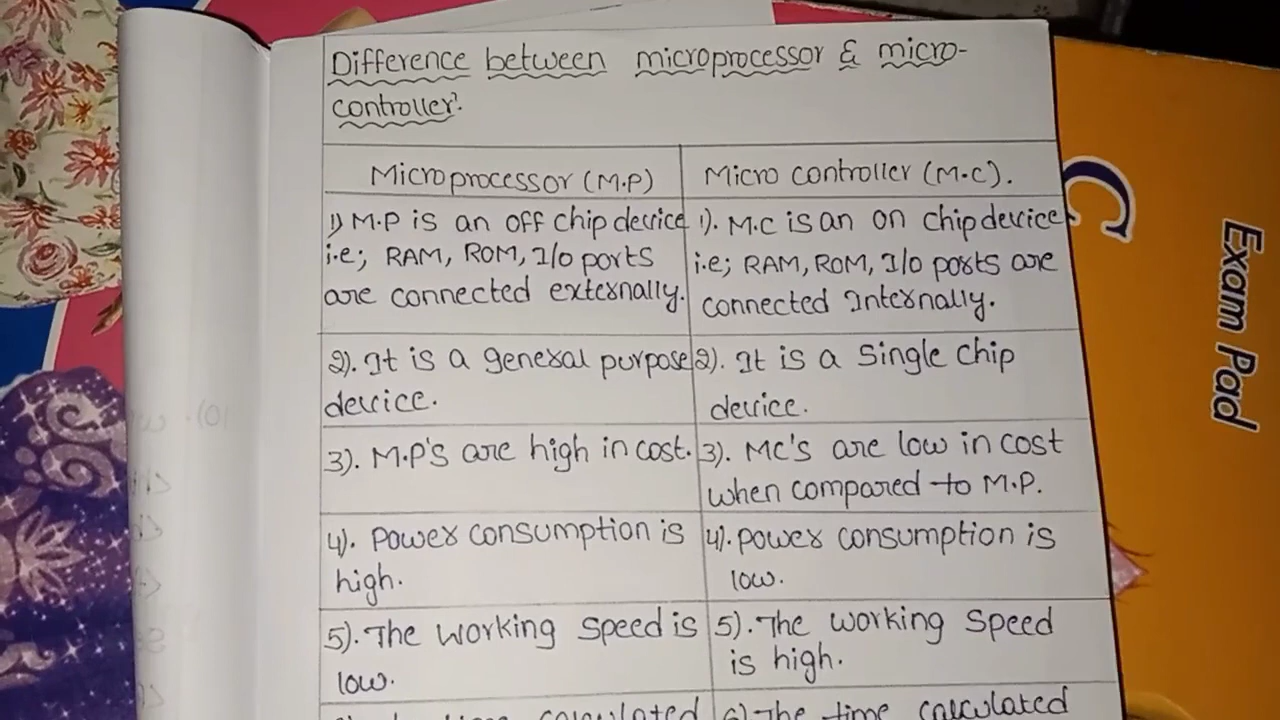 Difference between microprocessor & micro-
controller:
Microprocessor (M.P)
Micro controller (M.C).
1) M.P is an off chip device
i.e; RAM, ROM, I/O ports
are connected externally.
1). M.C is an on chip device
i.e; RAM, ROM, I/O ports are
connected Internally.
2). It is a general purpose
device.
2). It is a Single Chip
device.
3). M.P'S are high in cost.
3). MC's are low in cost
when compared to M.P.
4). Power consumption is
high.
4). power consumption is
low.
5). The working speed is
low.
5). The working Speed
is high.
calculated
6) The time calculated
C
Exam Pad